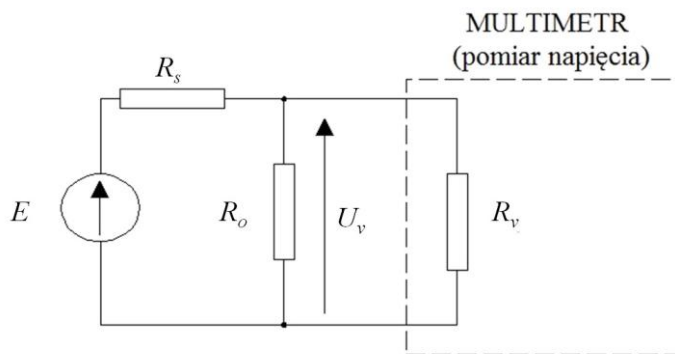 MULTIMETR
(pomiar napięcia)
R_s
E
R_o
U_v
R_v